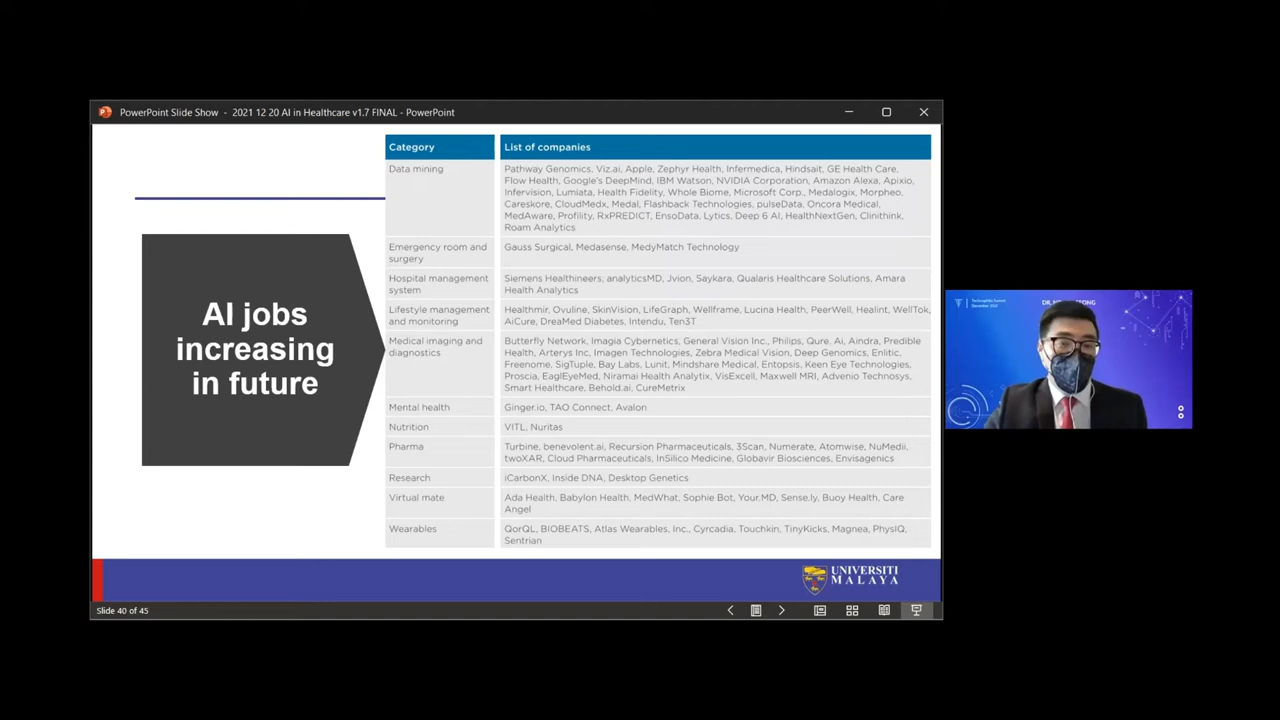 PowerPoint Slide Show - 2021 12 20 AI in Healthcare v1.7 FINAL - PowerPoint
AI jobs
increasing
in future
Category
List of companies
Data mining
Pathway Genomics, Viz.ai, Apple, Zephyr Health, Infermedica, Hindsait, GE Health Care,
Flow Health, Google's DeepMind, IBM Watson, NVIDIA Corporation, Amazon Alexa, Apixio,
Infervision, Lumiata, Health Fidelity, Whole Biome, Microsoft Corp., Medalogix, Morpheo,
Careskore, CloudMedx, Medal, Flashback Technologies, pulseData, Oncora Medical,
MedAware, Profility, RxPREDICT, EnsoData, Lytics, Deep 6 AI, HealthNextGen, Clinithink,
Roam Analytics
Emergency room and
surgery
Gauss Surgical, Medasense, MedyMatch Technology
Hospital management
system
Siemens Healthineers, analyticsMD, Jvion, Saykara, Qualaris Healthcare Solutions, Amara
Health Analytics
Lifestyle management
and monitoring
Healthmir, Ovuline, SkinVision, LifeGraph, Wellframe, Lucina Health, PeerWell, Healint, WellTok,
AiCure, DreaMed Diabetes, Intendu, Ten3T
Medical imaging and
diagnostics
Butterfly Network, Imagia Cybernetics, General Vision Inc., Philips, Qure. Ai, Aindra, Predible
Health, Arterys Inc, Imagen Technologies, Zebra Medical Vision, Deep Genomics, Enlitic,
Freenome, SigTuple, Bay Labs, Lunit, Mindshare Medical, Entopsis, Keen Eye Technologies,
Proscia, EaglEyeMed, Niramai Health Analytix, VisExcell, Maxwell MRI, Advenio Technosys,
Smart Healthcare, Behold.ai, CureMetrix
Mental health
Ginger.io, TAO Connect, Avalon
Nutrition
VITL, Nuritas
Pharma
Turbine, benevolent.ai, Recursion Pharmaceuticals, 3Scan, Numerate, Atomwise, NuMedii,
twoXAR, Cloud Pharmaceuticals, InSilico Medicine, Globavir Biosciences, Envisagenics
Research
iCarbonX, Inside DNA, Desktop Genetics
Virtual mate
Ada Health, Babylon Health, MedWhat, Sophie Bot, Your.MD, Sense.ly, Buoy Health, Care
Angel
Wearables
QorQL, BIOBEATS, Atlas Wearables, Inc., Cyrcadia, Touchkin, TinyKicks, Magnea, PhysIQ,
Sentrian
UNIVERSITI
MALAYA
Slide 40 of 45
December 2021
DR.